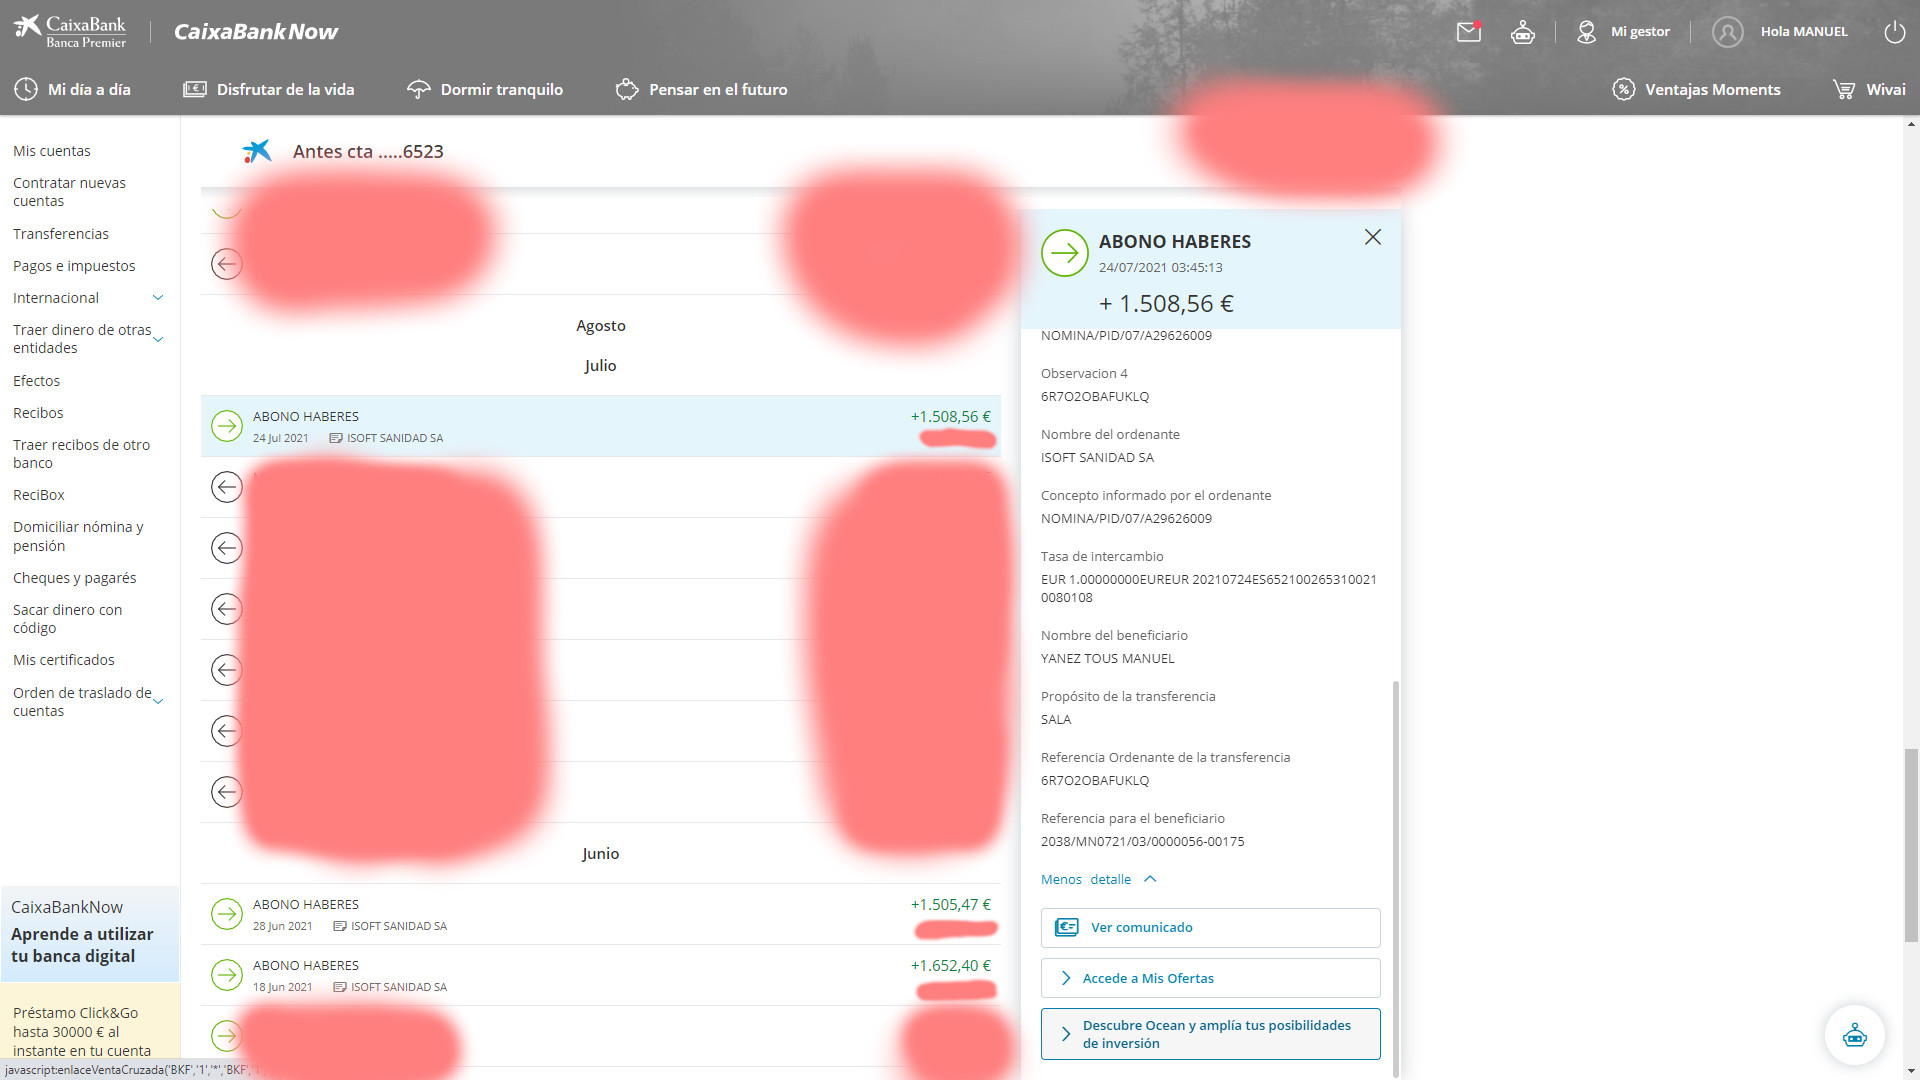 CaixaBank
Banca Premier
CaixaBankNow
Mi gestor
Hola MANUEL
Mi día a día
Disfrutar de la vida
Dormir tranquilo
Pensar en el futuro
Ventajas Moments
Wivai
Mis cuentas
Contratar nuevas
cuentas
Transferencias
Pagos e impuestos
Internacional
Traer dinero de otras
entidades
Efectos
Recibos
Traer recibos de otro
banco
ReciBox
Domiciliar nómina y
pensión
Cheques y pagarés
Sacar dinero con
código
Mis certificados
Orden de traslado de
cuentas
CaixaBankNow
Aprende a utilizar
tu banca digital
Préstamo Click&Go
hasta 30000 € al
instante en tu cuenta
javascript:enlaceVentaCruzada('BKF','1','*','BKF','1'
Antes cta .....6523
Agosto
Julio
ABONO HABERES
+1.508,56 €
24 Jul 2021
ISOFT SANIDAD SA
Junio
ABONO HABERES
+1.505,47 €
28 Jun 2021
ISOFT SANIDAD SA
ABONO HABERES
+1.652,40 €
18 Jun 2021
ISOFT SANIDAD SA
ABONO HABERES
24/07/2021 03:45:13
+ 1.508,56 €
NOMINA/PID/07/A29626009
Observacion 4
6R7O2OBAFUKLQ
Nombre del ordenante
ISOFT SANIDAD SA
Concepto informado por el ordenante
NOMINA/PID/07/A29626009
Tasa de intercambio
EUR 1.00000000EUREUR 20210724ES652100265310021
0080108
Nombre del beneficiario
YANEZ TOUS MANUEL
Propósito de la transferencia
SALA
Referencia Ordenante de la transferencia
6R7O2OBAFUKLQ
Referencia para el beneficiario
2038/MN0721/03/0000056-00175
Menos detalle
Ver comunicado
Accede a Mis Ofertas
Descubre Ocean y amplía tus posibilidades
de inversión